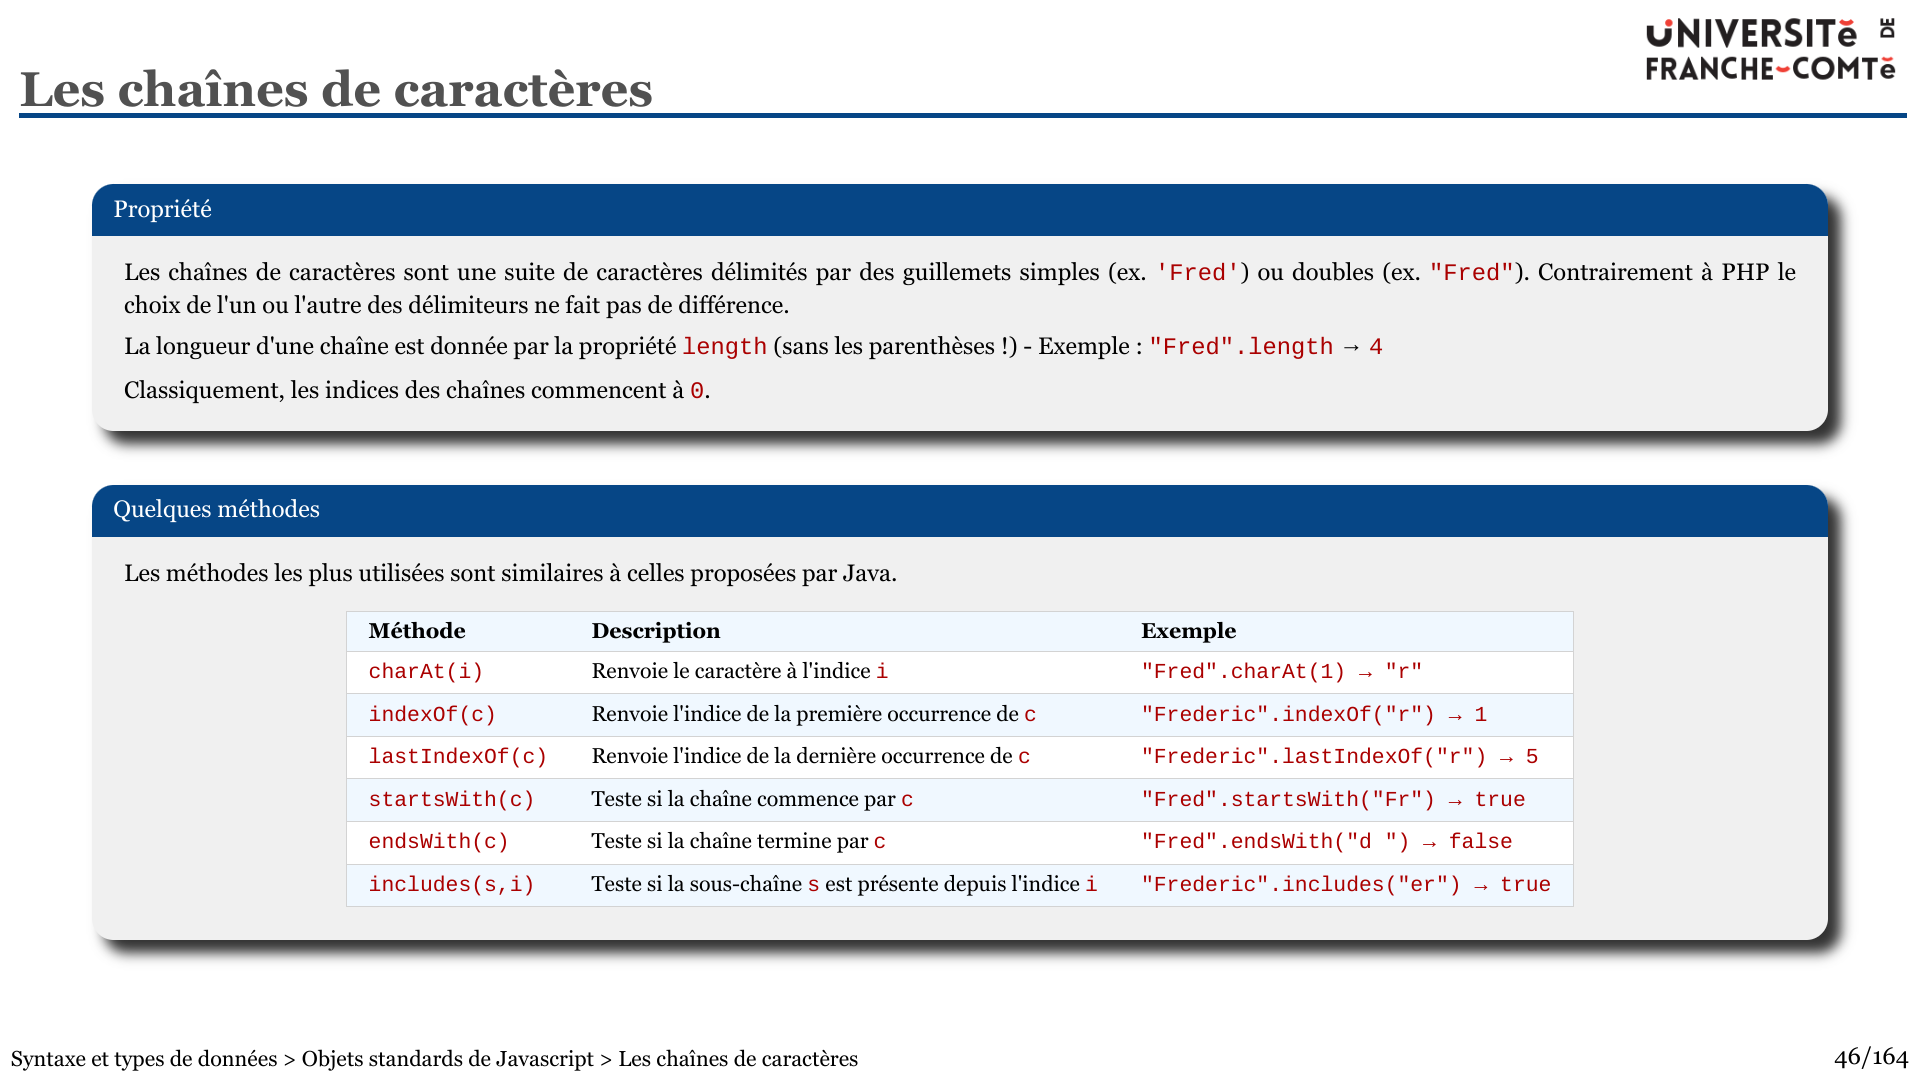 UNIVERSITĕ DE
FRANCHE-COMTĕ
Les chaînes de caractères
Propriété
Les chaînes de caractères sont une suite de caractères délimités par des guillemets simples (ex. 'Fred') ou doubles (ex. "Fred"). Contrairement à PHP le
choix de l'un ou l'autre des délimiteurs ne fait pas de différence.
La longueur d'une chaîne est donnée par la propriété length (sans les parenthèses !) - Exemple : "Fred".length → 4
Classiquement, les indices des chaînes commencent à 0.
Quelques méthodes
Les méthodes les plus utilisées sont similaires à celles proposées par Java.
Méthode Description Exemple
charAt(i) Renvoie le caractère à l'indice i "Fred".charAt(1) → "r"
indexOf(c) Renvoie l'indice de la première occurrence de c "Frederic".indexOf("r") → 1
lastIndexOf(c) Renvoie l'indice de la dernière occurrence de c "Frederic".lastIndexOf("r") → 5
startsWith(c) Teste si la chaîne commence par c "Fred".startsWith("Fr") → true
endsWith(c) Teste si la chaîne termine par c "Fred".endsWith("d ") → false
includes(s,i) Teste si la sous-chaîne s est présente depuis l'indice i "Frederic".includes("er") → true
Syntaxe et types de données > Objets standards de Javascript > Les chaînes de caractères
46/164